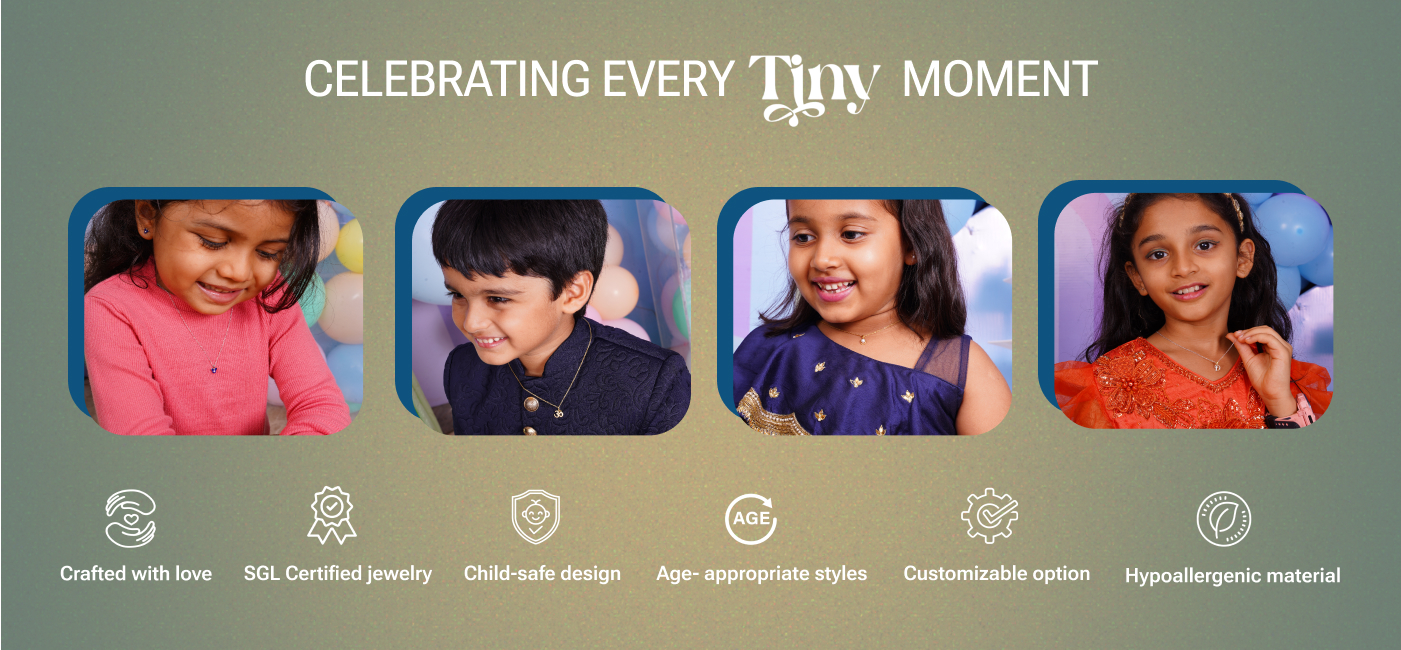 CELEBRATING EVERY Tiny MOMENT
AGE
Crafted with love
SGL Certified jewelry
Child-safe design
Age- appropriate styles
Customizable option
Hypoallergenic material